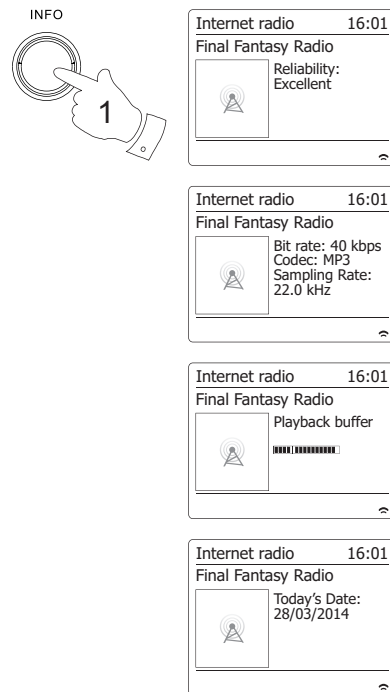 INFO
1
Internet radio 16:01
Final Fantasy Radio
Reliability:
Excellent
Internet radio 16:01
Final Fantasy Radio
Bit rate: 40 kbps
Codec: MP3
Sampling Rate:
22.0 kHz
Internet radio 16:01
Final Fantasy Radio
Playback buffer
Internet radio 16:01
Final Fantasy Radio
Today's Date:
28/03/2014